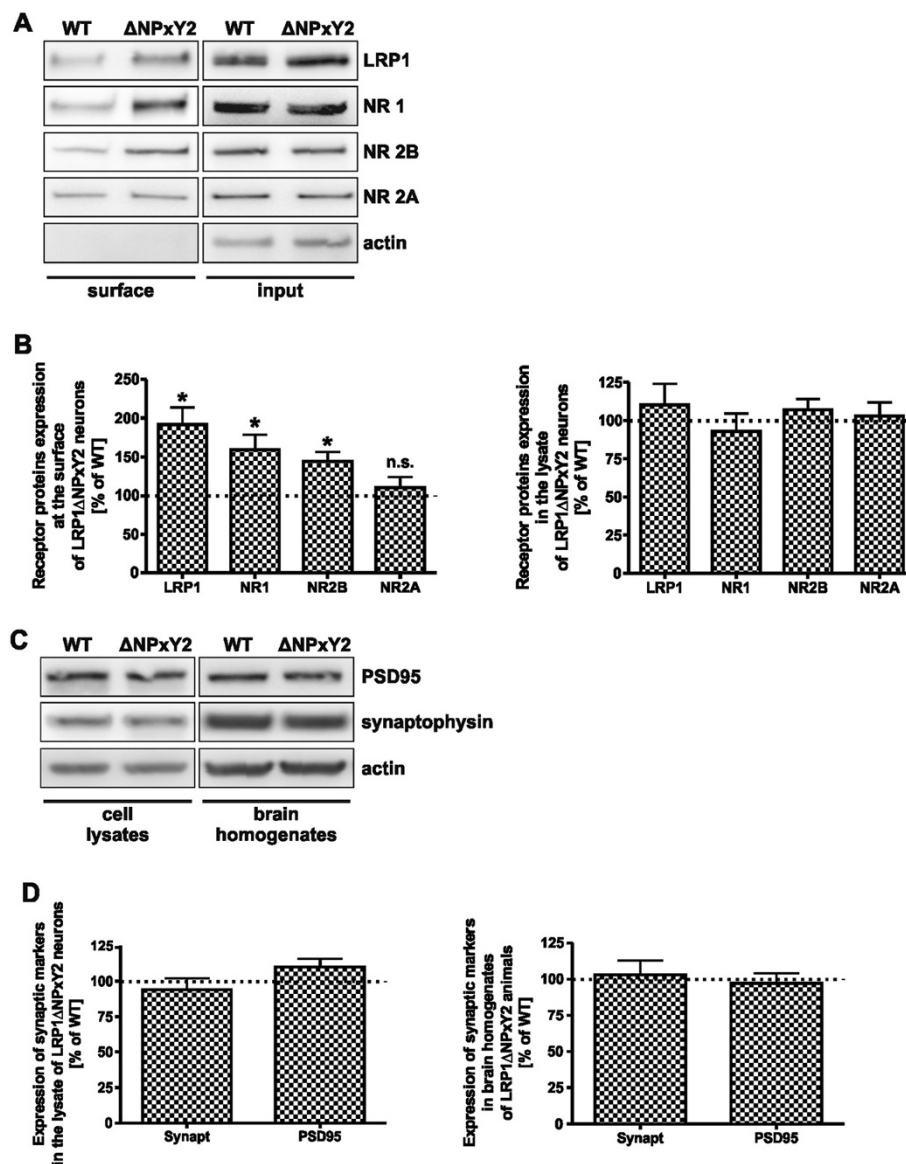 A
WT ΔNPxY2 WT ΔNPxY2
LRP1
NR 1
NR 2B
NR 2A
actin
surface input
B
Receptor proteins expression
at the surface
of LRP1ΔNPxY2 neurons
[% of WT]
250
200
150
100
50
0
* * * n.s.
LRP1 NR1 NR2B NR2A
Receptor proteins expression
in the lysate
of LRP1ΔNPxY2 neurons
[% of WT]
125
100
75
50
25
0
LRP1 NR1 NR2B NR2A
C
WT ΔNPxY2 WT ΔNPxY2
PSD95
synaptophysin
actin
cell
lysates
brain
homogenates
D
Expression of synaptic markers
in the lysate of LRP1ΔNPxY2 neurons
[% of WT]
125
100
75
50
25
0
Synapt PSD95
Expression of synaptic markers
in brain homogenates
of LRP1ΔNPxY2 animals
[% of WT]
125
100
75
50
25
0
Synapt PSD95